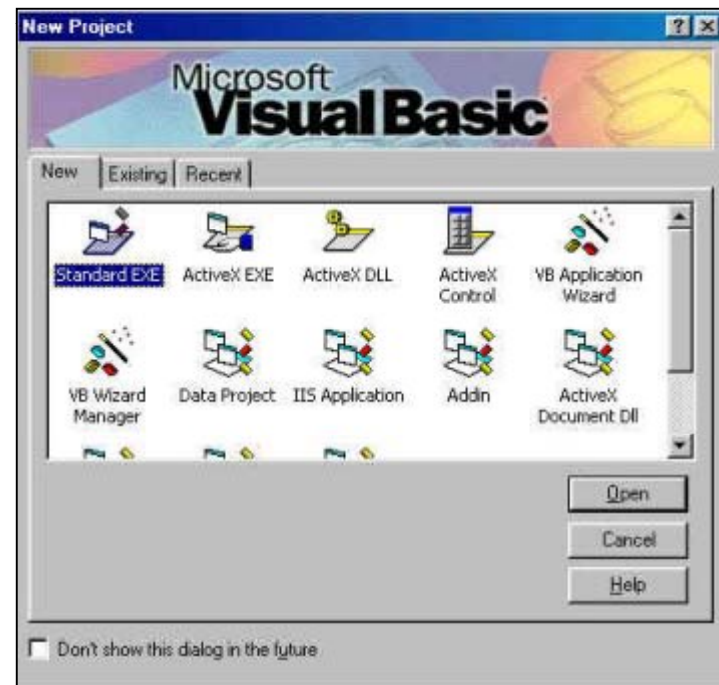 New Project
Microsoft
Visual Basic
New Existing Recent
Standard EXE ActiveX EXE ActiveX DLL ActiveX Control VB Application Wizard
VB Wizard Manager Data Project IIS Application Addin ActiveX Document Dll
Open
Cancel
Help
Don't show this dialog in the future